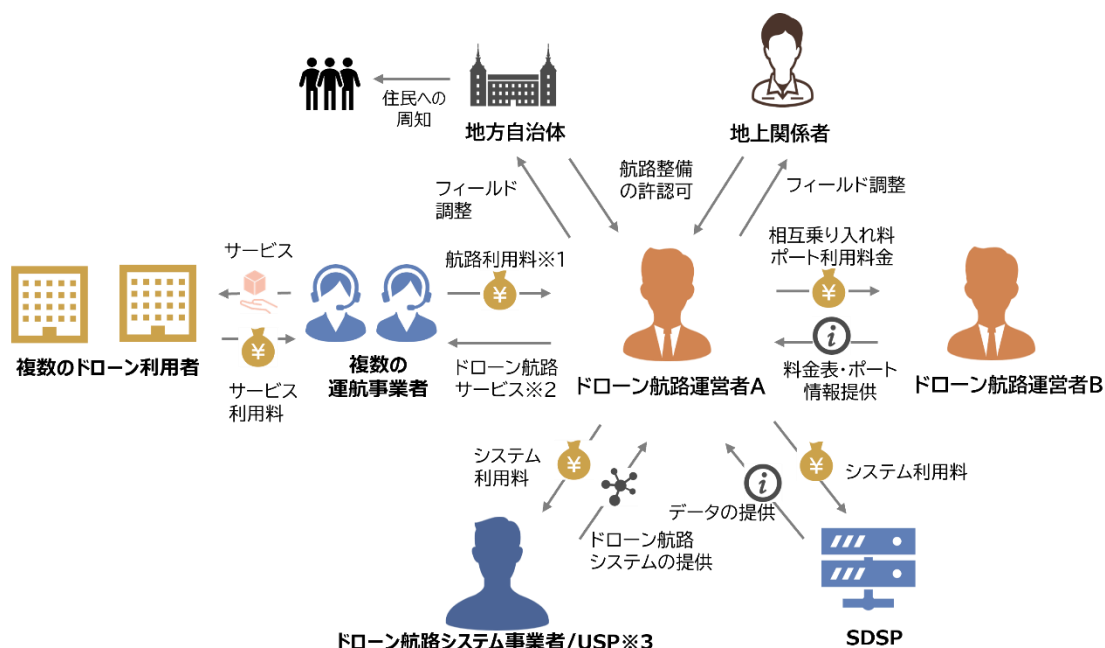 住民への
周知
地方自治体
地上関係者
フィールド
調整
航路整備
の許認可
フィールド調整
サービス
航路利用料※1
相互乗り入れ料
ポート利用料金
¥
¥
¥
i
複数のドローン利用者
サービス
利用料
複数の
運航事業者
ドローン航路
サービス※2
ドローン航路運営者A
料金表・ポート
情報提供
ドローン航路運営者B
システム
利用料
¥
¥
システム利用料
i
データの提供
ドローン航路
システムの提供
ドローン航路システム事業者/USP※3
SDSP